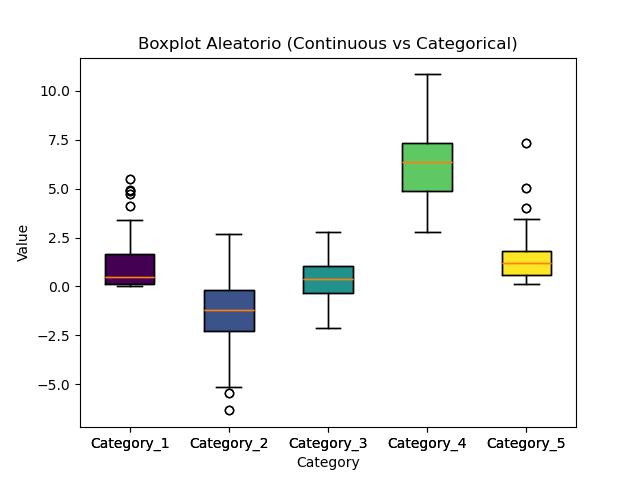 Boxplot Aleatorio (Continuous vs Categorical)
Value
10.0
7.5
5.0
2.5
0.0
−2.5
−5.0
Category_1 Category_2 Category_3 Category_4 Category_5
Category